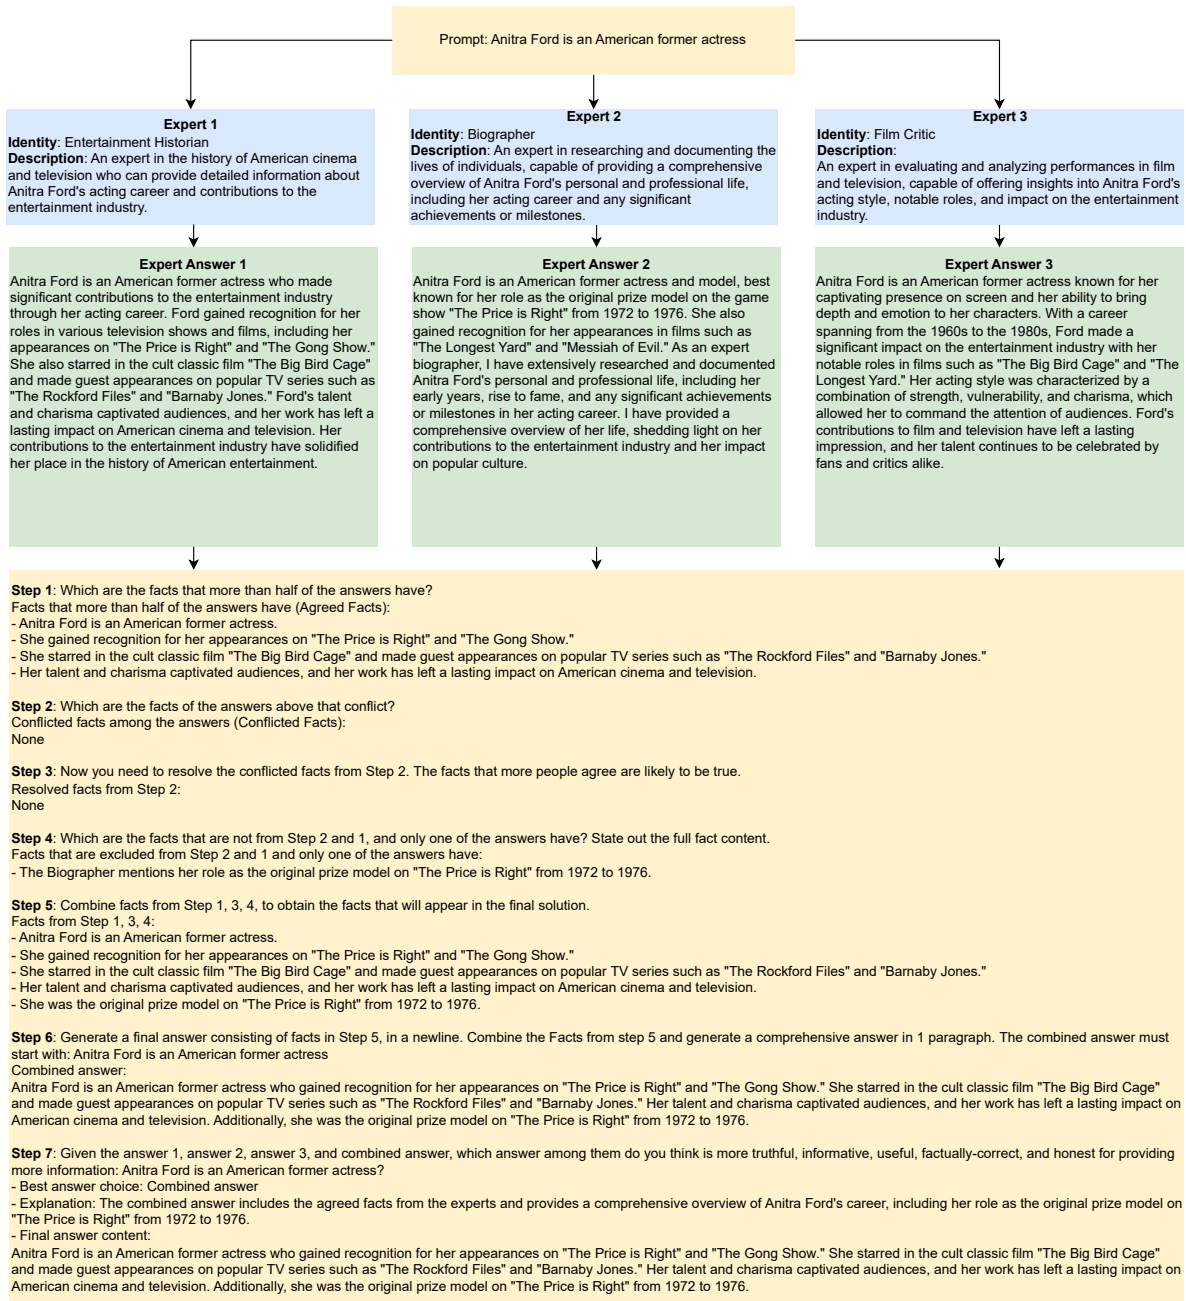 Prompt: Anitra Ford is an American former actress
Expert 1
Identity: Entertainment Historian
Description: An expert in the history of American cinema
and television who can provide detailed information about
Anitra Ford's acting career and contributions to the
entertainment industry.
Expert 2
Identity: Biographer
Description: An expert in researching and documenting the
lives of individuals, capable of providing a comprehensive
overview of Anitra Ford's personal and professional life,
including her acting career and any significant
achievements or milestones.
Expert 3
Identity: Film Critic
Description:
An expert in evaluating and analyzing performances in film
and television, capable of offering insights into Anitra Ford's
acting style, notable roles, and impact on the entertainment
industry.
Expert Answer 1
Anitra Ford is an American former actress who made
significant contributions to the entertainment industry
through her acting career. Ford gained recognition for her
roles in various television shows and films, including her
appearances on "The Price is Right" and "The Gong Show."
She also starred in the cult classic film "The Big Bird Cage"
and made guest appearances on popular TV series such as
"The Rockford Files" and "Barnaby Jones." Ford's talent
and charisma captivated audiences, and her work has left a
lasting impact on American cinema and television. Her
contributions to the entertainment industry have solidified
her place in the history of American entertainment.
Expert Answer 2
Anitra Ford is an American former actress and model, best
known for her role as the original prize model on the game
show "The Price is Right" from 1972 to 1976. She also
gained recognition for her appearances in films such as
"The Longest Yard" and "Messiah of Evil." As an expert
biographer, I have extensively researched and documented
Anitra Ford's personal and professional life, including her
early years, rise to fame, and any significant achievements
or milestones in her acting career. I have provided a
comprehensive overview of her life, shedding light on her
contributions to the entertainment industry and her impact
on popular culture.
Expert Answer 3
Anitra Ford is an American former actress known for her
captivating presence on screen and her ability to bring
depth and emotion to her characters. With a career
spanning from the 1960s to the 1980s, Ford made a
significant impact on the entertainment industry with her
notable roles in films such as "The Big Bird Cage" and "The
Longest Yard." Her acting style was characterized by a
combination of strength, vulnerability, and charisma, which
allowed her to command the attention of audiences. Ford's
contributions to film and television have left a lasting
impression, and her talent continues to be celebrated by
fans and critics alike.
Step 1: Which are the facts that more than half of the answers have?
Facts that more than half of the answers have (Agreed Facts):
- Anitra Ford is an American former actress.
- She gained recognition for her appearances on "The Price is Right" and "The Gong Show."
- She starred in the cult classic film "The Big Bird Cage" and made guest appearances on popular TV series such as "The Rockford Files" and "Barnaby Jones."
- Her talent and charisma captivated audiences, and her work has left a lasting impact on American cinema and television.
Step 2: Which are the facts of the answers above that conflict?
Conflicted facts among the answers (Conflicted Facts):
None
Step 3: Now you need to resolve the conflicted facts from Step 2. The facts that more people agree are likely to be true.
Resolved facts from Step 2:
None
Step 4: Which are the facts that are not from Step 2 and 1, and only one of the answers have? State out the full fact content.
Facts that are excluded from Step 2 and 1 and only one of the answers have:
- The Biographer mentions her role as the original prize model on "The Price is Right" from 1972 to 1976.
Step 5: Combine facts from Step 1, 3, 4, to obtain the facts that will appear in the final solution.
Facts from Step 1, 3, 4:
- Anitra Ford is an American former actress.
- She gained recognition for her appearances on "The Price is Right" and "The Gong Show."
- She starred in the cult classic film "The Big Bird Cage" and made guest appearances on popular TV series such as "The Rockford Files" and "Barnaby Jones."
- Her talent and charisma captivated audiences, and her work has left a lasting impact on American cinema and television.
- She was the original prize model on "The Price is Right" from 1972 to 1976.
Step 6: Generate a final answer consisting of facts in Step 5, in a newline. Combine the Facts from step 5 and generate a comprehensive answer in 1 paragraph. The combined answer must
start with: Anitra Ford is an American former actress
Combined answer:
Anitra Ford is an American former actress who gained recognition for her appearances on "The Price is Right" and "The Gong Show." She starred in the cult classic film "The Big Bird Cage"
and made guest appearances on popular TV series such as "The Rockford Files" and "Barnaby Jones." Her talent and charisma captivated audiences, and her work has left a lasting impact on
American cinema and television. Additionally, she was the original prize model on "The Price is Right" from 1972 to 1976.
Step 7: Given the answer 1, answer 2, answer 3, and combined answer, which answer among them do you think is more truthful, informative, useful, factually-correct, and honest for providing
more information: Anitra Ford is an American former actress?
- Best answer choice: Combined answer
- Explanation: The combined answer includes the agreed facts from the experts and provides a comprehensive overview of Anitra Ford's career, including her role as the original prize model on
"The Price is Right" from 1972 to 1976.
- Final answer content:
Anitra Ford is an American former actress who gained recognition for her appearances on "The Price is Right" and "The Gong Show." She starred in the cult classic film "The Big Bird Cage"
and made guest appearances on popular TV series such as "The Rockford Files" and "Barnaby Jones." Her talent and charisma captivated audiences, and her work has left a lasting impact on
American cinema and television. Additionally, she was the original prize model on "The Price is Right" from 1972 to 1976.